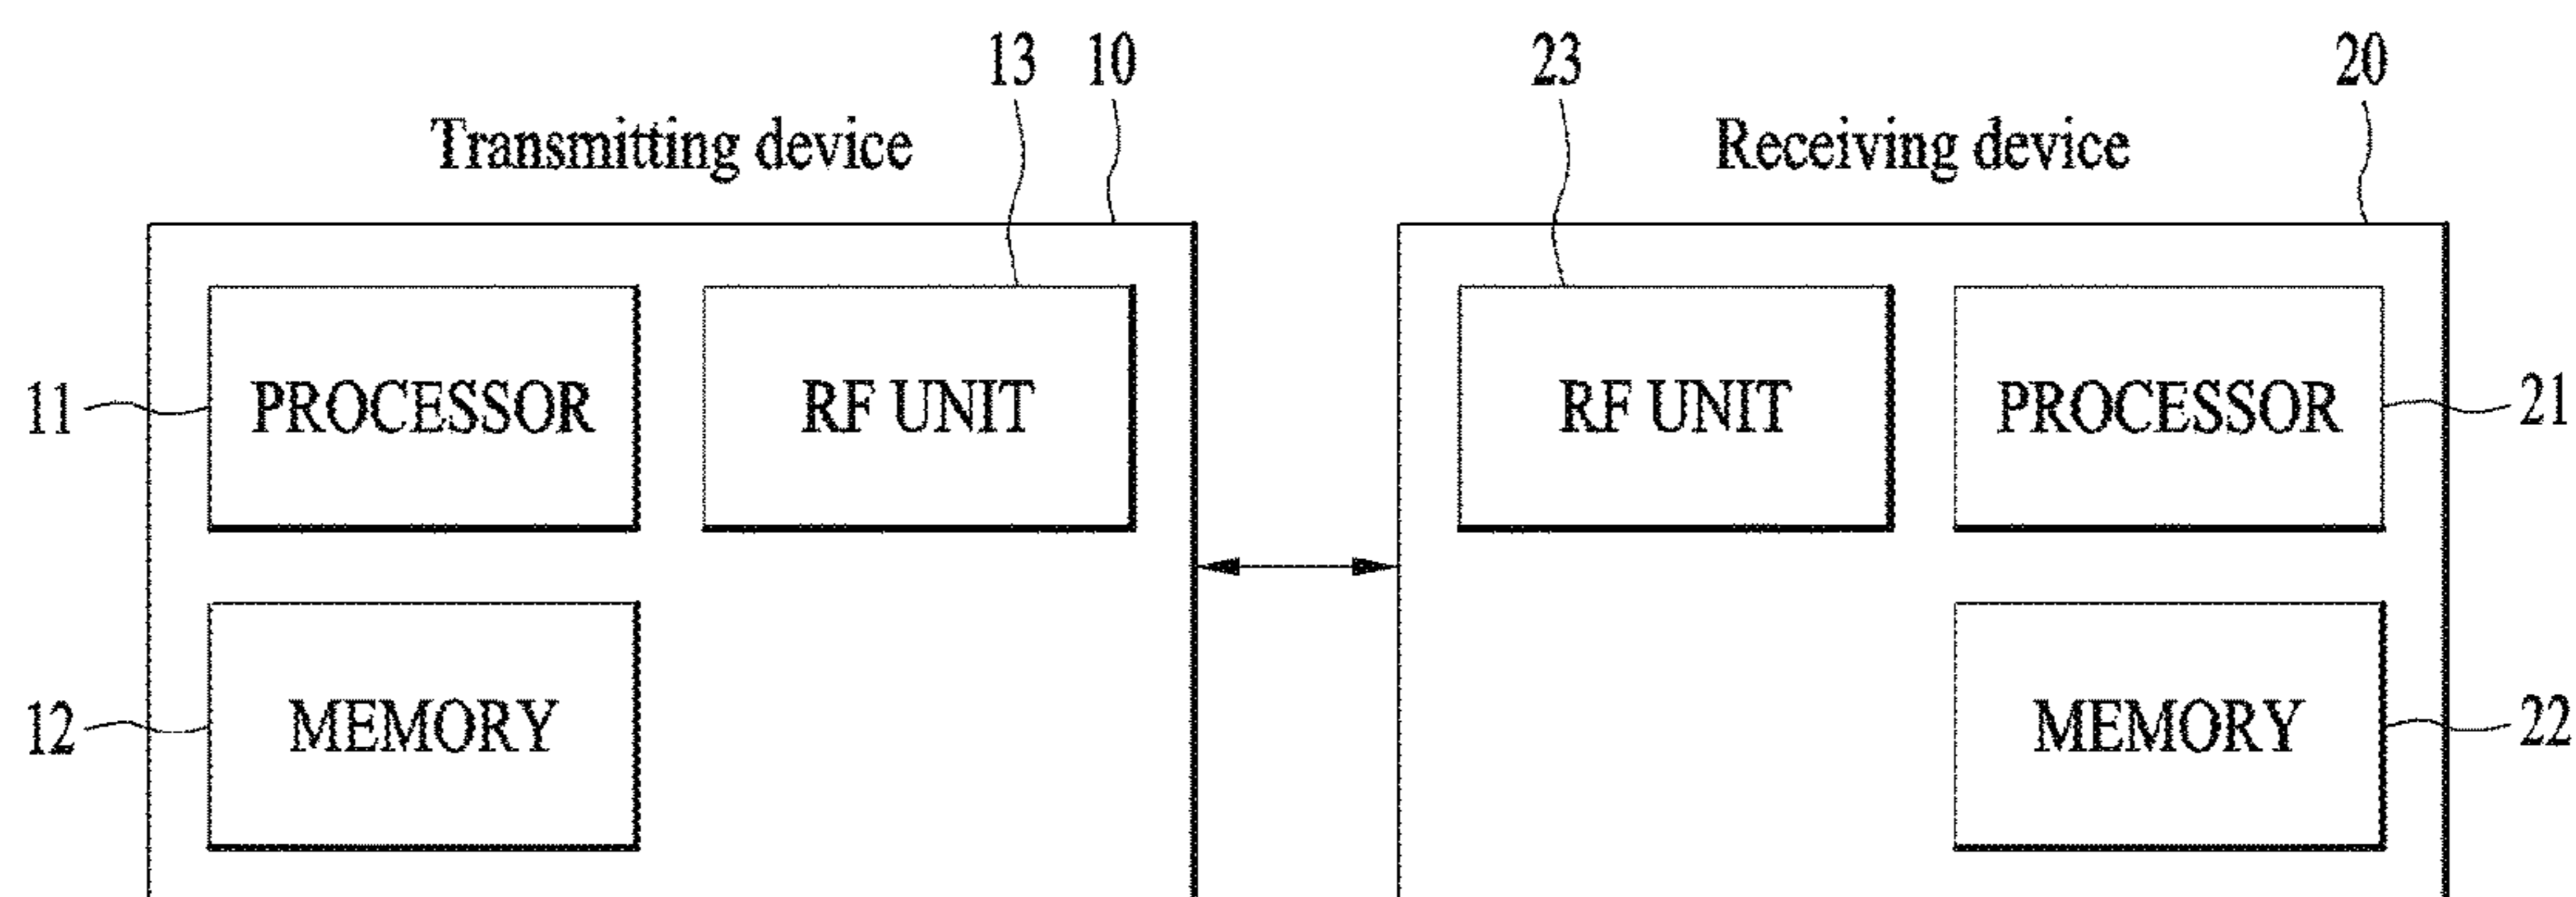 13 10 23 20
Transmitting device Receiving device
11 PROCESSOR RF UNIT RF UNIT PROCESSOR 21
12 MEMORY MEMORY 22